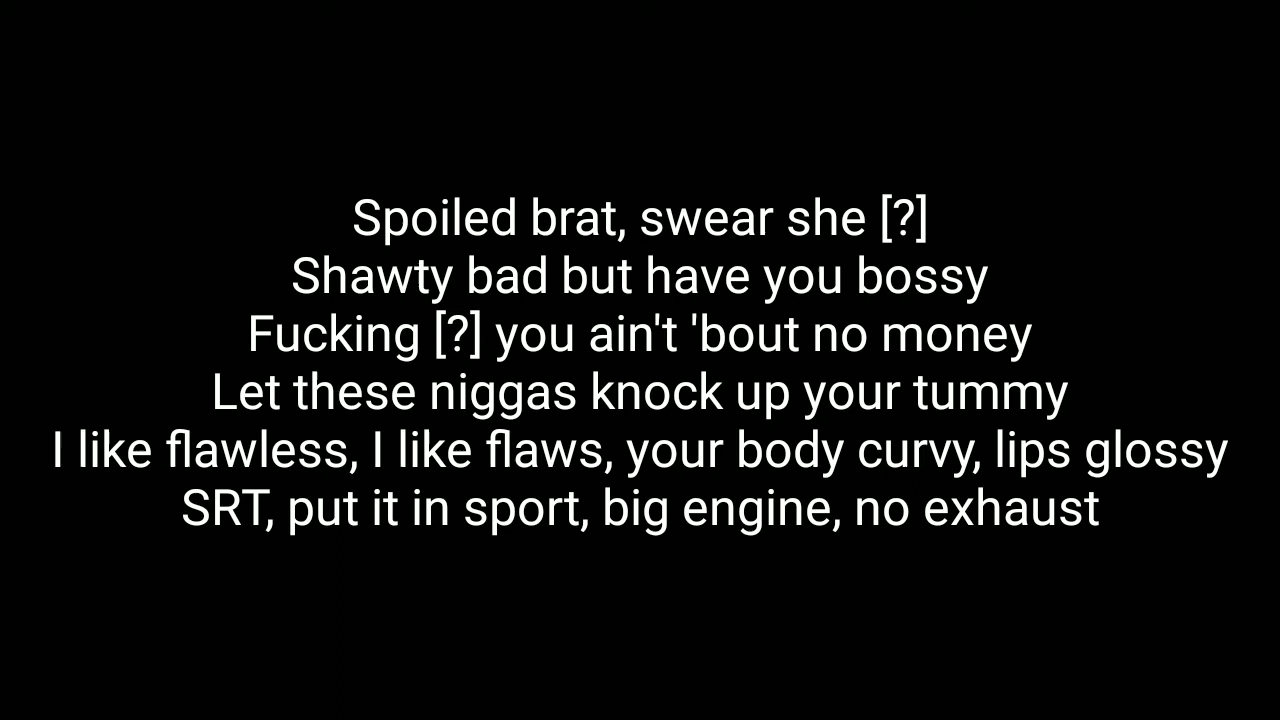 Spoiled brat, swear she [?]
Shawty bad but have you bossy
Fucking [?] you ain't 'bout no money
Let these niggas knock up your tummy
I like flawless, I like flaws, your body curvy, lips glossy
SRT, put it in sport, big engine, no exhaust